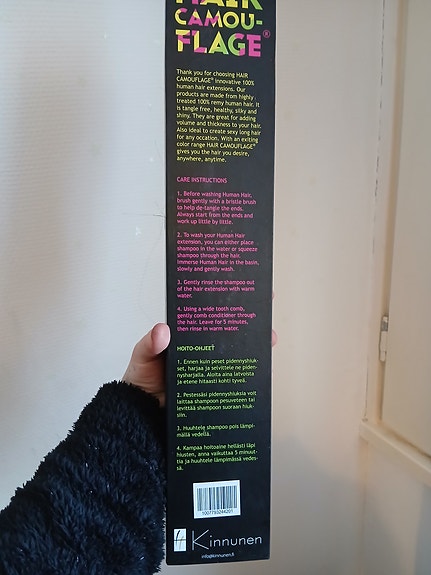 HAIR
CAMOU-
FLAGE®
Thank you for choosing HAIR
CAMOUFLAGE® innovative 100%
human hair extensions. Our
products are made from highly
treated 100% remy human hair. It
is tangle free, healthy, silky and
shiny. They are great for adding
volume and thickness to your hair.
Also ideal to create sexy long hair
for any occation. With an exiting
color range HAIR CAMOUFLAGE®
gives you the hair you desire,
anywhere, anytime.
CARE INSTRUCTIONS
1. Before washing Human Hair,
brush gently with a bristle brush
to help de-tangle the ends.
Always start from the ends and
work up little by little.
2. To wash your Human Hair
extension, you can either place
shampoo in the water or squeeze
shampoo through the hair.
Immerse Human Hair in the basin,
slowly and gently wash.
3. Gently rinse the shampoo out
of the hair extension with warm
water.
4. Using a wide tooth comb,
gently comb conditioner through
the hair. Leave for 5 minutes,
then rinse in warm water.
HOITO-OHJEET
1. Ennen kuin peset pidennyshiuk-
set, harjaa ja selvittele ne piden-
nysharjalla. Aloita aina latvoista
ja etene hitaasti kohti tyveä.
2. Pestessäsi pidennyshiuksia voit
laittaa shampoon pesuveteen tai
levittää shampoon suoraan hiuk-
siin.
3. Huuhtele shampoo pois lämpi-
mällä vedellä.
4. Kampaa hoitoaine hellästi läpi
hiusten, anna vaikuttaa 5 minuut-
tia ja huuhtele lämpimässä vedes-
sä.
Kinnunen
info@kinnunen.fi